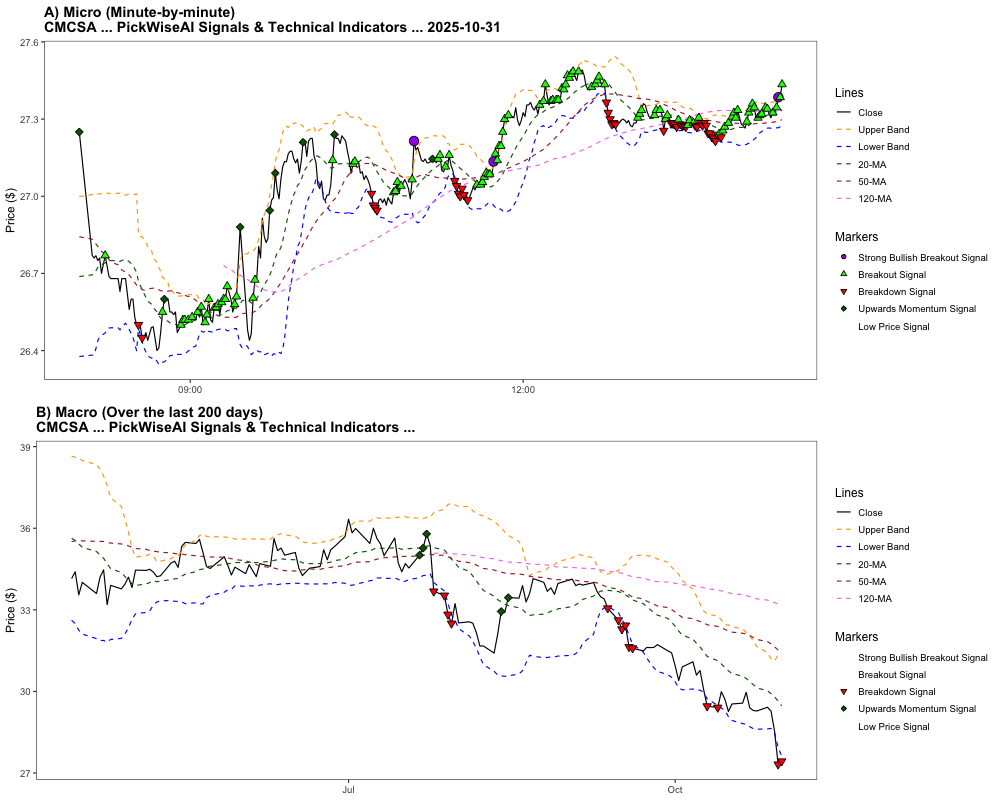 A) Micro (Minute-by-minute)
CMCSA ... PickWiseAI Signals & Technical Indicators ... 2025-10-31
27.6
27.3
27.0
26.7
26.4
Price ($)
09:00
12:00
Lines
Close
Upper Band
Lower Band
20-MA
50-MA
120-MA
Markers
Strong Bullish Breakout Signal
Breakout Signal
Breakdown Signal
Upwards Momentum Signal
Low Price Signal
B) Macro (Over the last 200 days)
CMCSA ... PickWiseAI Signals & Technical Indicators ...
39
36
33
30
27
Price ($)
Jul
Oct
Lines
Close
Upper Band
Lower Band
20-MA
50-MA
120-MA
Markers
Strong Bullish Breakout Signal
Breakout Signal
Breakdown Signal
Upwards Momentum Signal
Low Price Signal